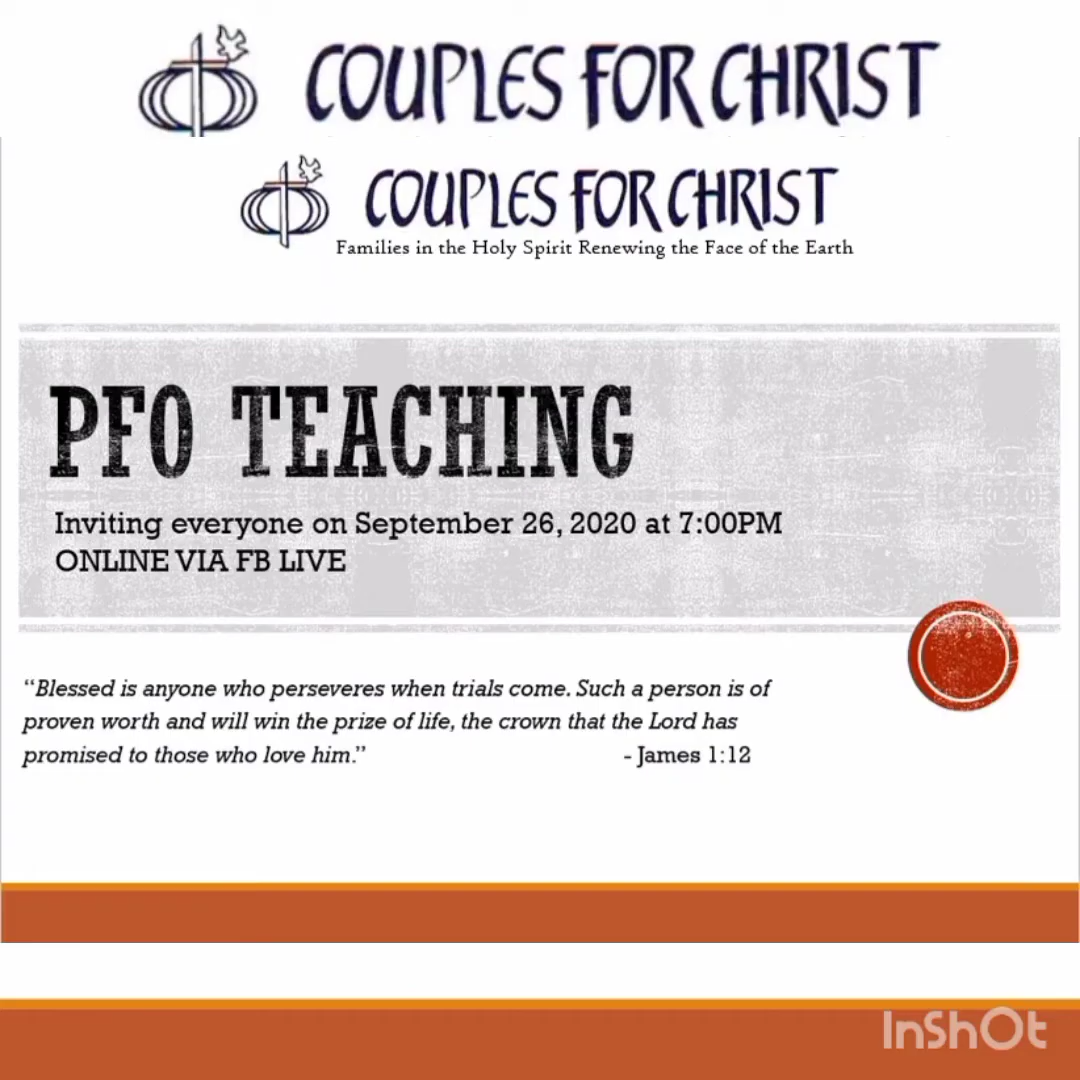 COUPLES FOR CHRIST
COUPLES FOR CHRIST
Families in the Holy Spirit Renewing the Face of the Earth
PFO TEACHING
Inviting everyone on September 26, 2020 at 7:00PM
ONLINE VIA FB LIVE
“Blessed is anyone who perseveres when trials come. Such a person is of
proven worth and will win the prize of life, the crown that the Lord has
promised to those who love him.” - James 1:12
InShOt